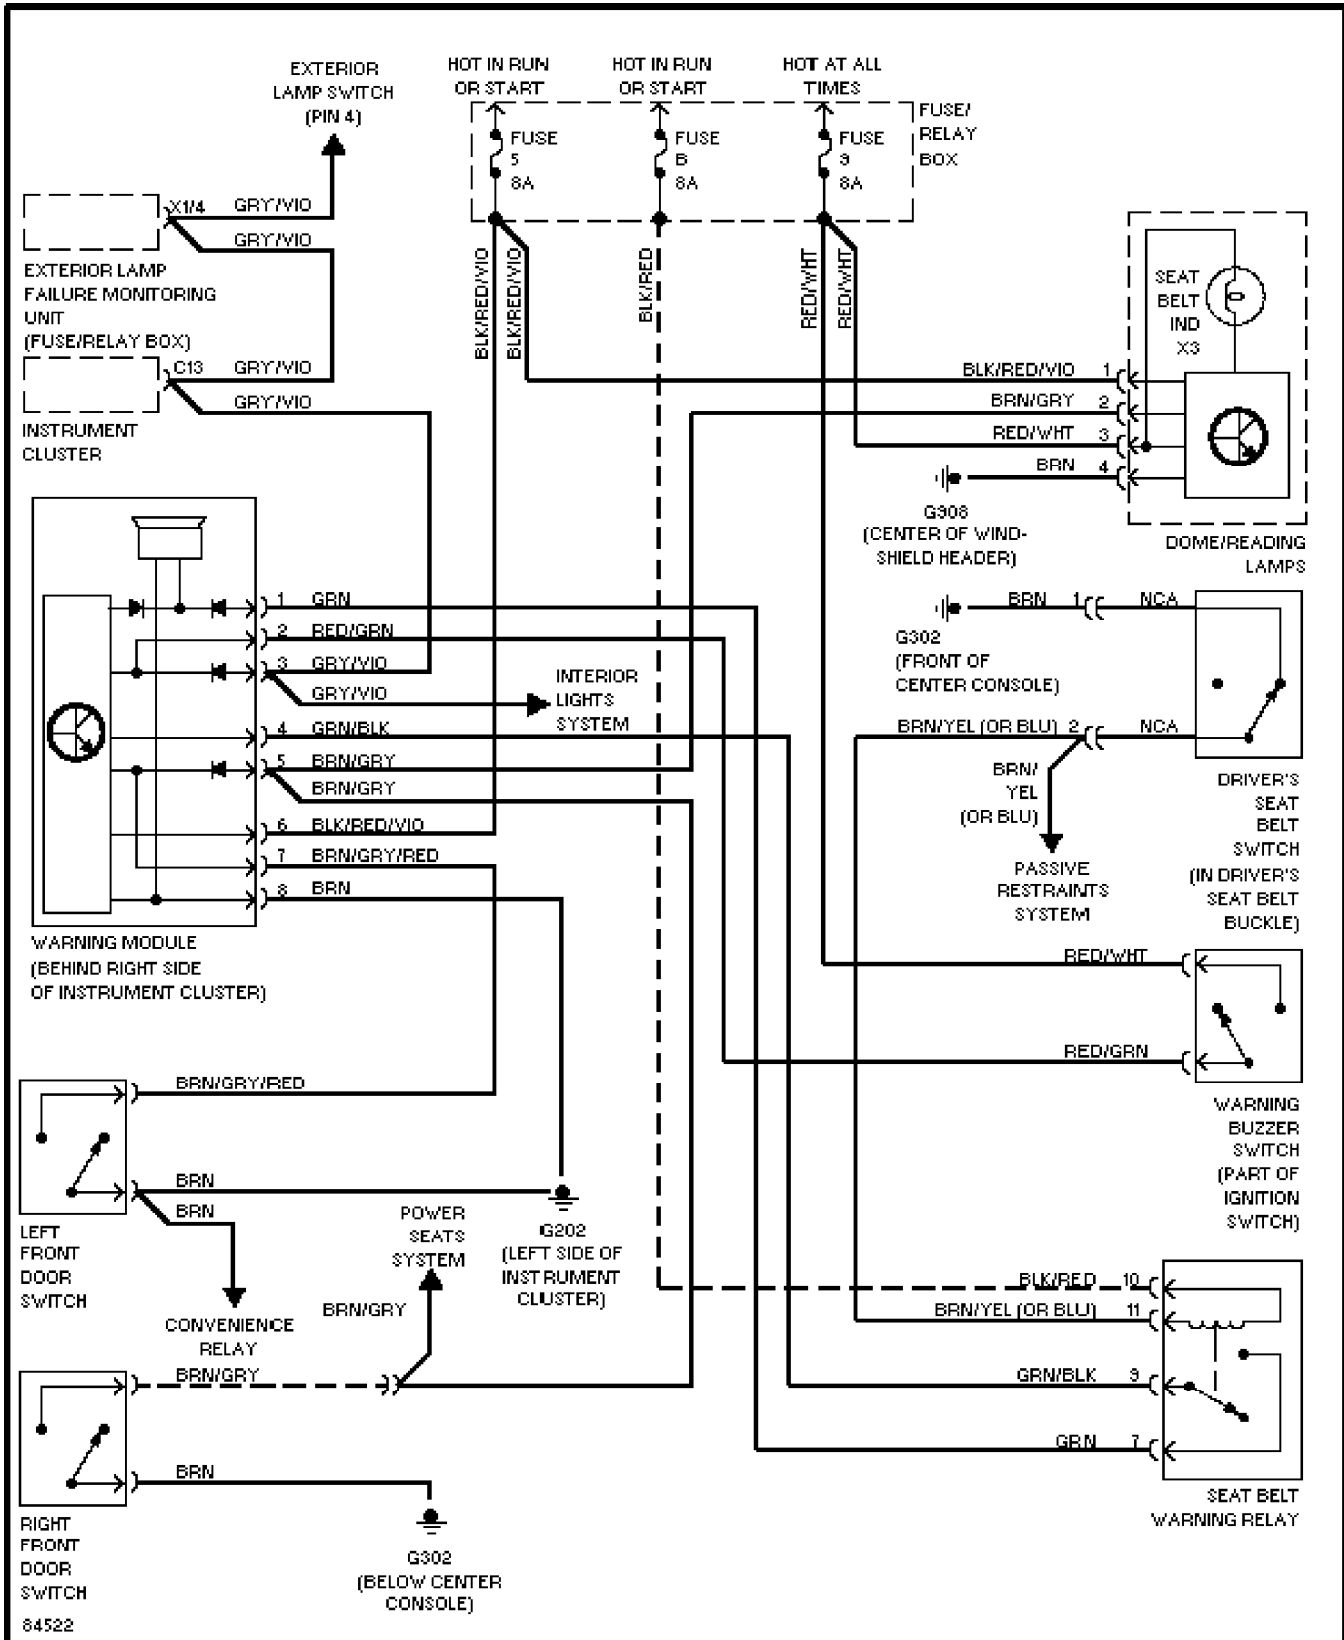 EXTERIOR
LAMP SWITCH
(PIN 4)
HOT IN RUN
OR START
HOT IN RUN
OR START
HOT AT ALL
TIMES
FUSE
5
8A
FUSE
8A
FUSE
9
8A
FUSE/
RELAY
BOX
X1/4
GRY/VIO
GRY/VIO
EXTERIOR LAMP
FAILURE MONITORING
UNIT
(FUSE/RELAY BOX)
C13
GRY/VIO
GRY/VIO
INSTRUMENT
CLUSTER
BLK/RED/VIO
BLK/RED/VIO
BLK/RED
RED/WHT
RED/WHT
SEAT
BELT
IND
X3
BLK/RED/VIO 1
BRN/GRY 2
RED/WHT 3
BRN 4
G908
(CENTER OF WIND-
SHIELD HEADER)
DOME/READING
LAMPS
1 GRN
2 RED/GRN
3 GRY/VIO
GRY/VIO
4 GRN/BLK
5 BRN/GRY
BRN/GRY
6 BLK/RED/VIO
7 BRN/GRY/RED
8 BRN
INTERIOR
LIGHTS
SYSTEM
WARNING MODULE
(BEHIND RIGHT SIDE
OF INSTRUMENT CLUSTER)
BRN 1 NCA
G302
(FRONT OF
CENTER CONSOLE)
BRN/YEL (OR BLU) 2 NCA
BRN/
YEL
(OR BLU)
PASSIVE
RESTRAINTS
SYSTEM
DRIVER'S
SEAT
BELT
SWITCH
(IN DRIVER'S
SEAT BELT
BUCKLE)
RED/WHT
RED/GRN
WARNING
BUZZER
SWITCH
(PART OF
IGNITION
SWITCH)
BRN/GRY/RED
BRN
BRN
LEFT
FRONT
DOOR
SWITCH
CONVENIENCE
RELAY
POWER
SEATS
SYSTEM
BRN/GRY
G202
(LEFT SIDE OF
INSTRUMENT
CLUSTER)
BLK/RED 10
BRN/YEL (OR BLU) 11
GRN/BLK 9
GRN 7
SEAT BELT
WARNING RELAY
BRN/GRY
BRN
RIGHT
FRONT
DOOR
SWITCH
G302
(BELOW CENTER
CONSOLE)
84522